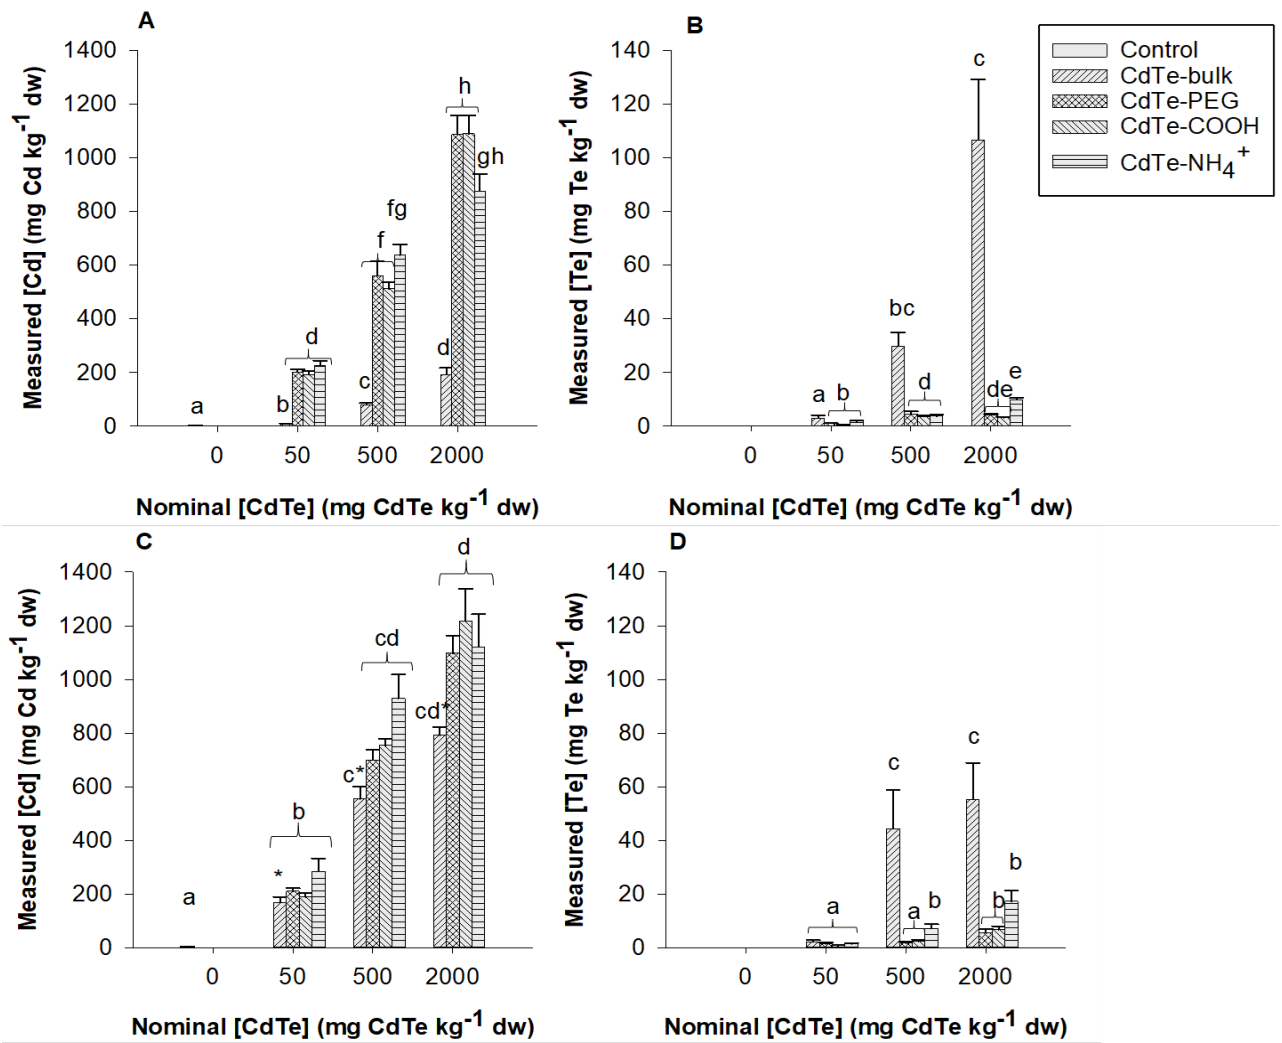 A
Measured [Cd] (mg Cd kg-1 dw)
1400
1200
1000
800
600
400
200
0
a
b
d
c
f
fg
d
h
gh
0
50
500
2000
Nominal [CdTe] (mg CdTe kg-1 dw)
B
Measured [Te] (mg Te kg-1 dw)
140
120
100
80
60
40
20
0
a
b
bc
d
c
de
e
0
50
500
2000
Nominal [CdTe] (mg CdTe kg-1 dw)
Control
CdTe-bulk
CdTe-PEG
CdTe-COOH
CdTe-NH4+
C
Measured [Cd] (mg Cd kg-1 dw)
1400
1200
1000
800
600
400
200
0
a
*
b
c*
cd
cd*
d
0
50
500
2000
Nominal [CdTe] (mg CdTe kg-1 dw)
D
Measured [Te] (mg Te kg-1 dw)
140
120
100
80
60
40
20
0
a
c
a
b
c
b
b
0
50
500
2000
Nominal [CdTe] (mg CdTe kg-1 dw)